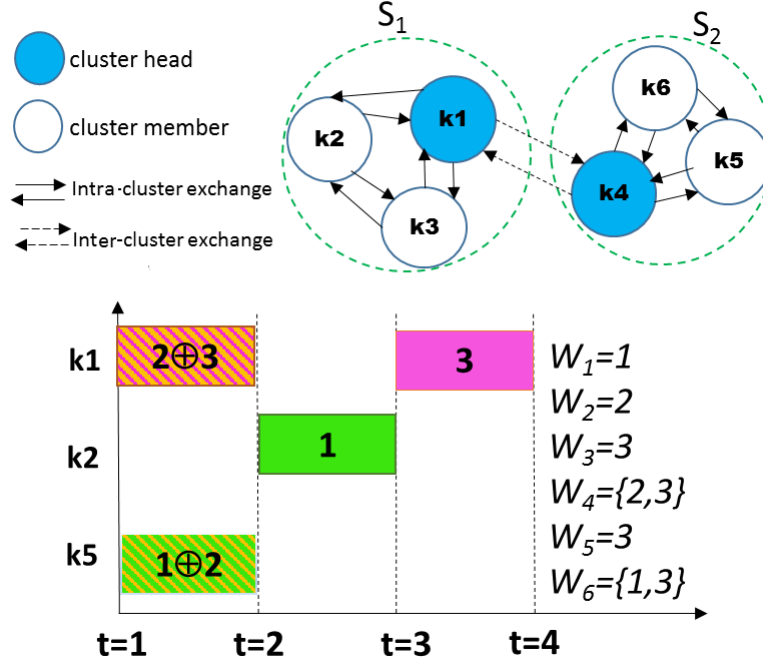 S1
S2
cluster head
cluster member
Intra-cluster exchange
Inter-cluster exchange
k1
k2
k3
k4
k5
k6
k1
2⊕3
3
k2
1
k5
1⊕2
t=1
t=2
t=3
t=4
W1=1
W2=2
W3=3
W4={2,3}
W5=3
W6={1,3}